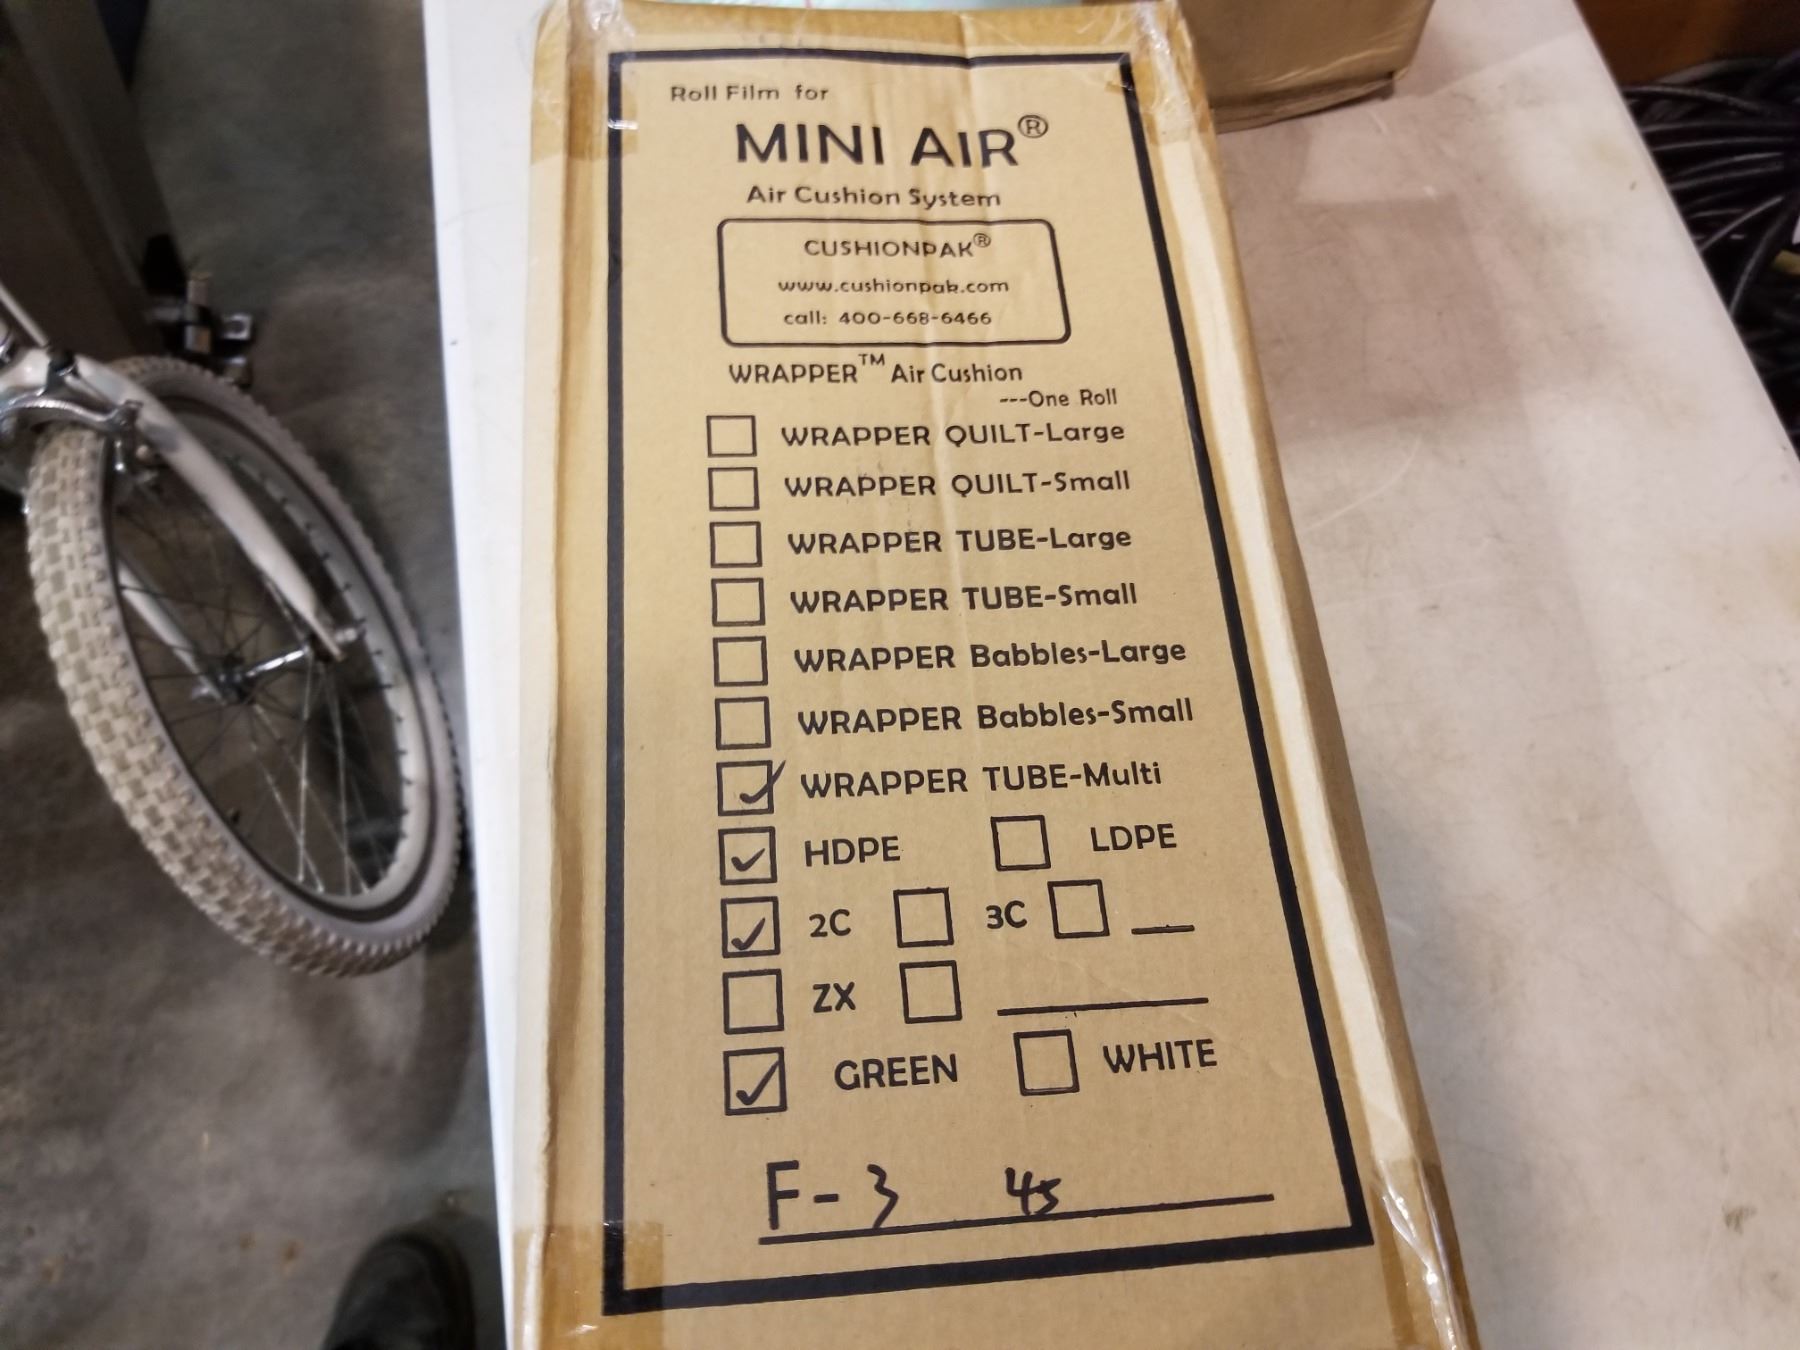 Roll Film for
MINI AIR®
Air Cushion System
CUSHIONPAK®
www.cushionpak.com
call: 400-668-6466
WRAPPER™ Air Cushion
---One Roll
WRAPPER QUILT-Large
WRAPPER QUILT-Small
WRAPPER TUBE-Large
WRAPPER TUBE-Small
WRAPPER Babbles-Large
WRAPPER Babbles-Small
WRAPPER TUBE-Multi
HDPE LDPE
2C 3C
ZX
GREEN WHITE
F-3 45